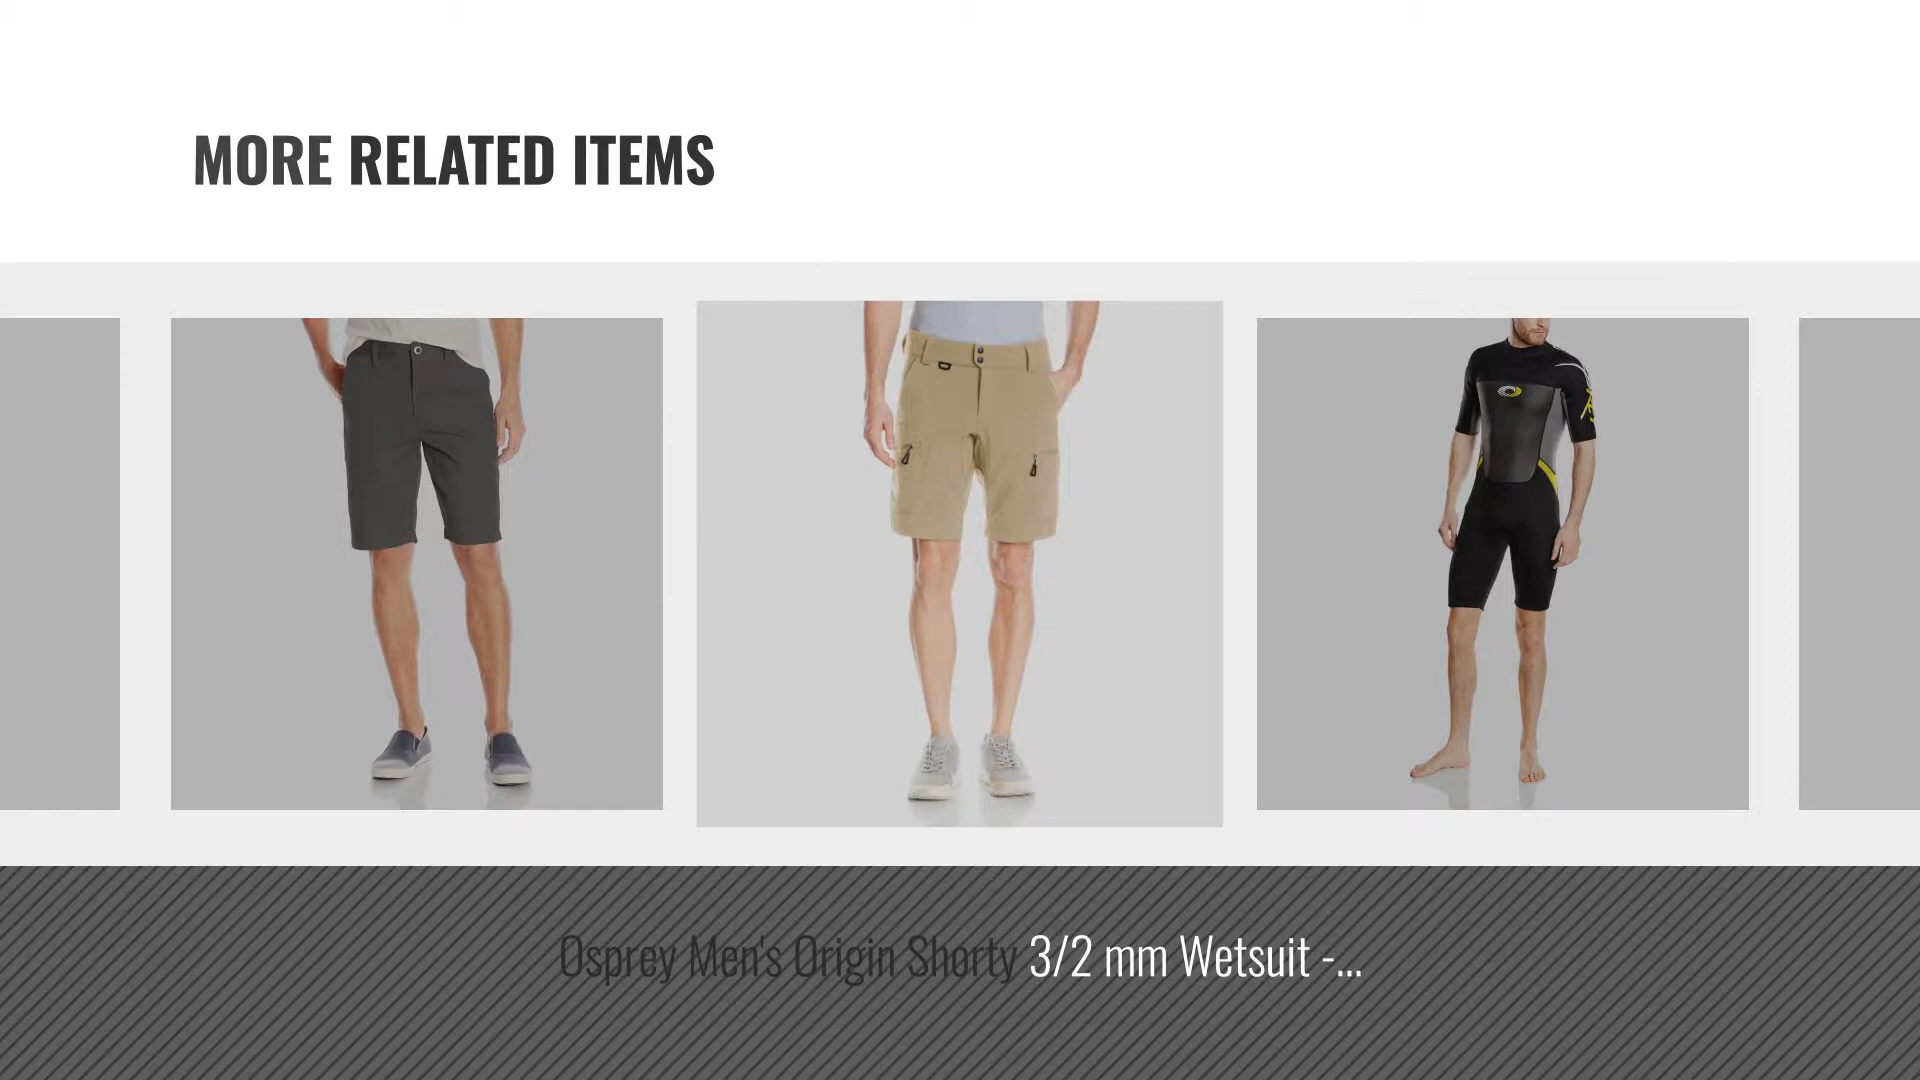 MORE RELATED ITEMS
Osprey Men's Origin Shorty 3/2 mm Wetsuit -...